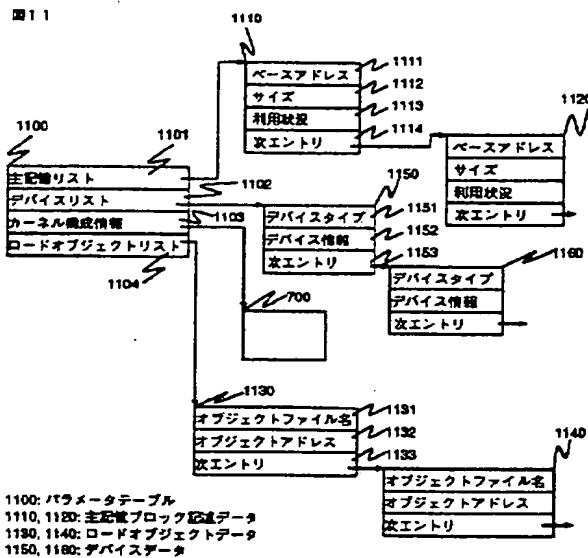 図11
1110
1111
ベースアドレス
1112
サイズ
1113
利用状況
1114
次エントリ
1120
ベースアドレス
サイズ
利用状況
次エントリ
1100
1101
主記憶リスト
1102
デバイスリスト
1103
カーネル構成情報
ロードオブジェクトリスト
1104
1150
1151
デバイスタイプ
1152
デバイス情報
1153
次エントリ
1160
デバイスタイプ
デバイス情報
次エントリ
700
1130
1131
オブジェクトファイル名
1132
オブジェクトアドレス
1133
次エントリ
1140
オブジェクトファイル名
オブジェクトアドレス
次エントリ
1100: パラメータテーブル
1110, 1120: 主記憶ブロック記述データ
1130, 1140: ロードオブジェクトデータ
1150, 1160: デバイスデータ